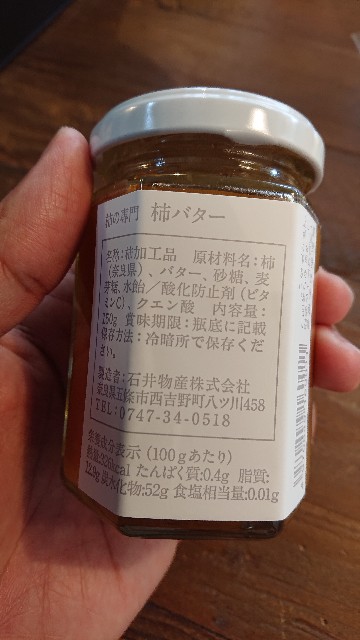 柿の専門 柿バター
名称:柿加工品 原材料名:柿
(奈良県)、バター、砂糖、麦
芽糖、水飴/酸化防止剤(ビタ
ミンC)、クエン酸 内容量:
250g 賞味期限:瓶底に記載
保存方法:冷暗所で保存くだ
さい。
製造者:石井物産株式会社
奈良県五條市西吉野町八ツ川458
TEL:0747-34-0518
栄養成分表示(100gあたり)
たんぱく質:0.4g 脂質:
炭水化物:52g 食塩相当量:0.01g